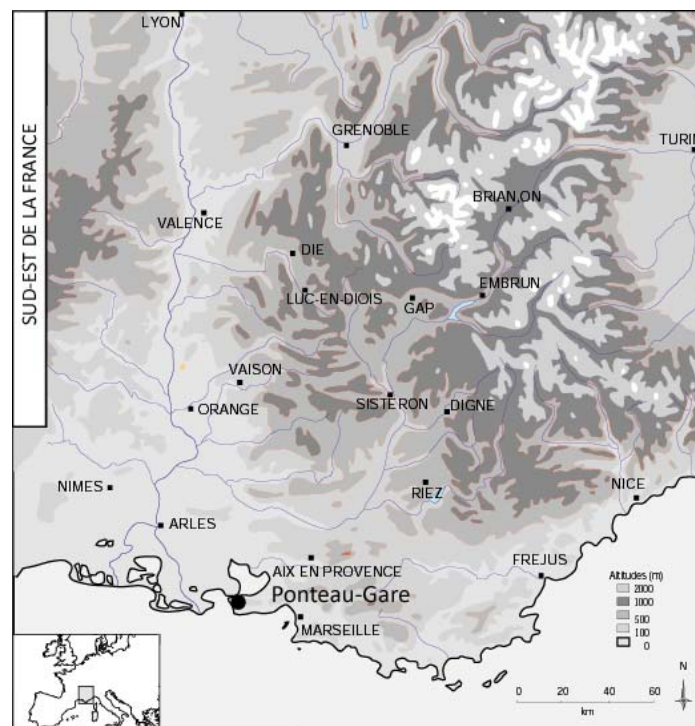 SUD-EST DE LA FRANCE
LYON
GRENOBLE
TURIN
BRIAN,ON
VALENCE
DIE
EMBRUN
LUC-EN-DIOIS
GAP
VAISON
SISTERON
DIGNE
ORANGE
NIMES
RIEZ
NICE
ARLES
AIX EN PROVENCE
FREJUS
Ponteau-Gare
MARSEILLE
Altitudes (m)
2000
1000
500
100
0
N
0 20 40 60
km